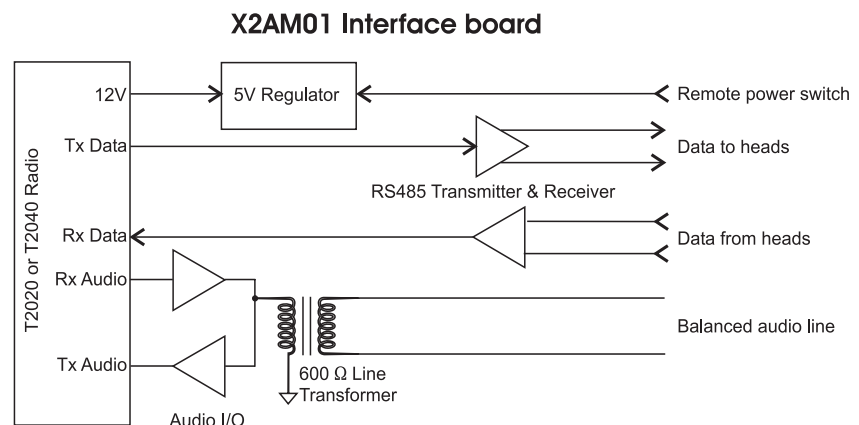 X2AM01 Interface board
12V
5V Regulator
Remote power switch
Tx Data
Data to heads
RS485 Transmitter & Receiver
T2020 or T2040 Radio
Rx Data
Data from heads
Rx Audio
Balanced audio line
Tx Audio
600 Ω Line
Transformer
Audio I/O